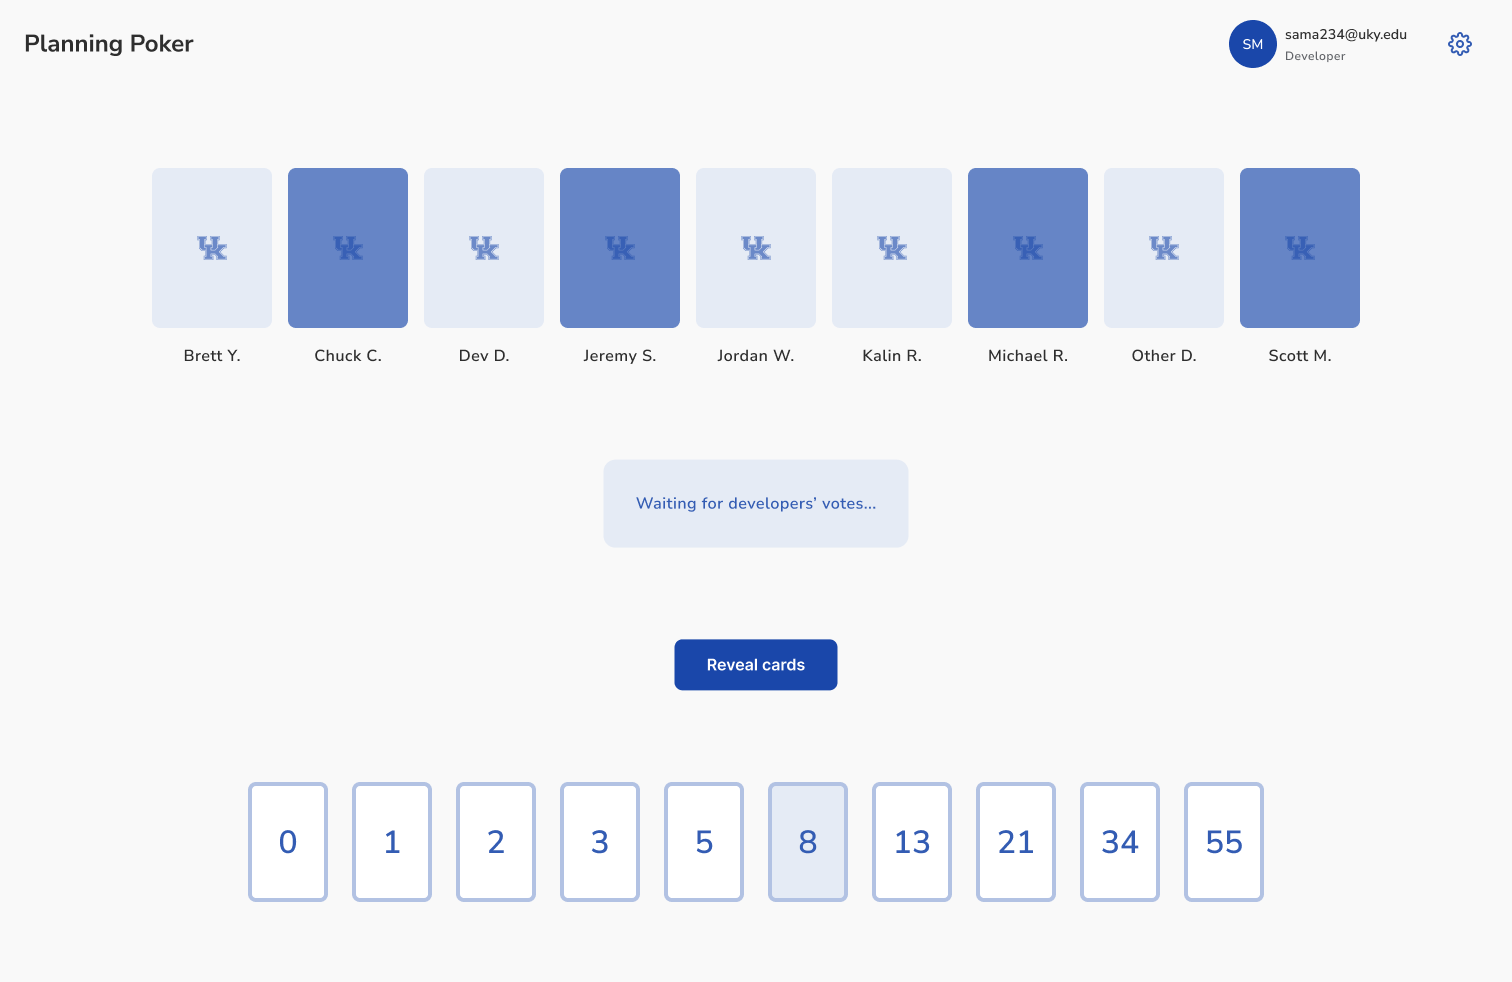 Planning Poker
SM
sama234@uky.edu
Developer
UK UK UK UK UK UK UK UK UK
Brett Y. Chuck C. Dev D. Jeremy S. Jordan W. Kalin R. Michael R. Other D. Scott M.
Waiting for developers’ votes...
Reveal cards
0 1 2 3 5 8 13 21 34 55